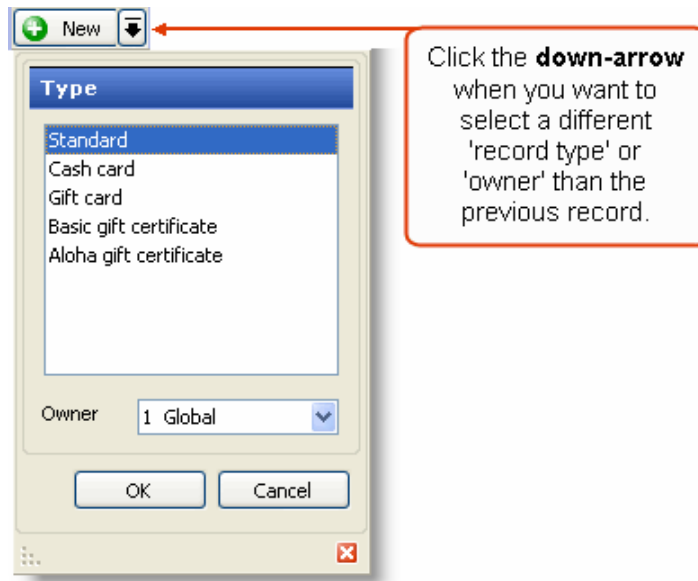 New
Click the down-arrow
when you want to
select a different
'record type' or
'owner' than the
previous record.
Type
Standard
Cash card
Gift card
Basic gift certificate
Aloha gift certificate
Owner 1 Global
OK Cancel